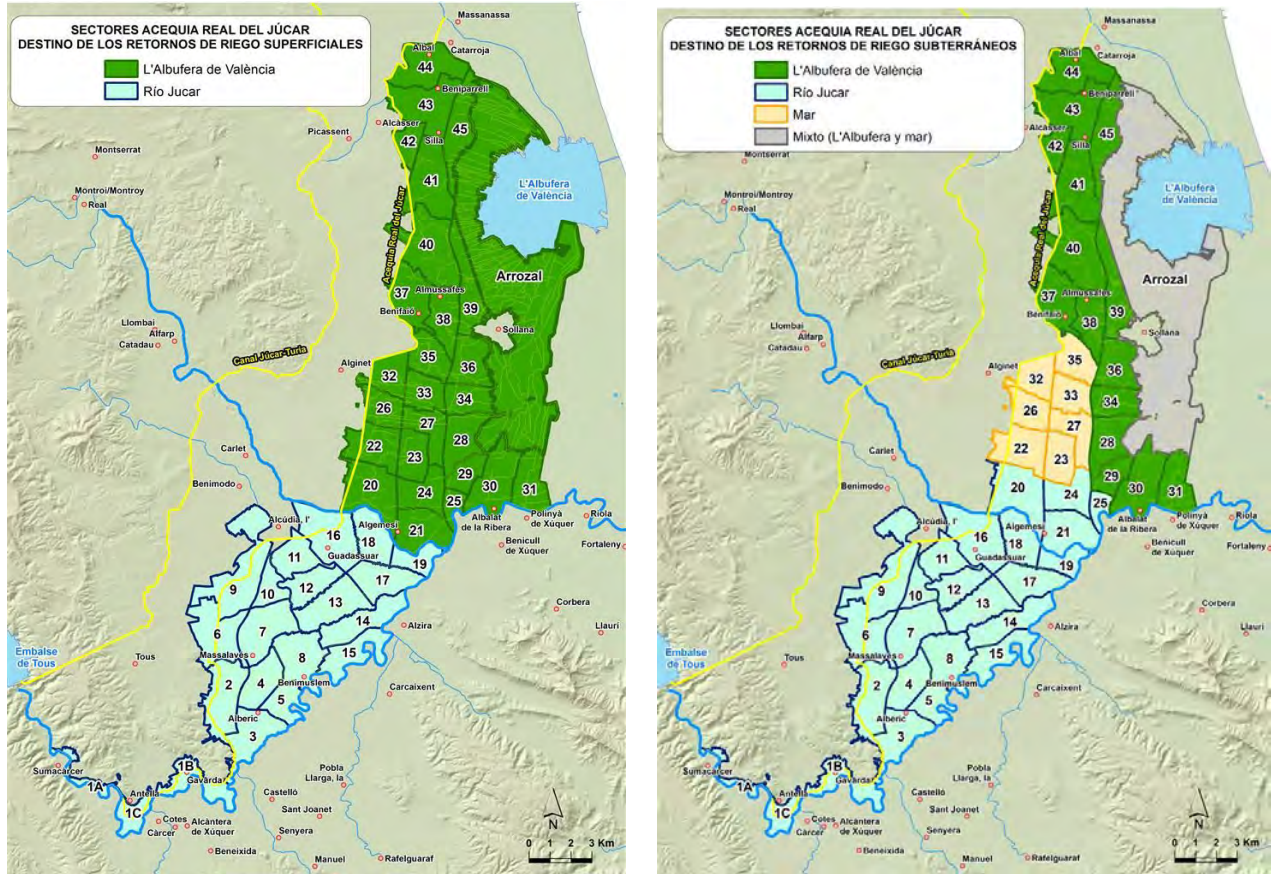 SECTORES ACEQUIA REAL DEL JÚCAR
DESTINO DE LOS RETORNOS DE RIEGO SUPERFICIALES
L'Albufera de València
Río Jucar
Massanassa
Catarroja
Albal
44
Beniparrell
43
45
Alcàsser
Picassent
Silla
42
Montserrat
41
L'Albufera
de València
Montroi/Montroy
Real
Acequia Real del Júcar
40
Arrozal
37
Almussafes
39
Benifaió
38
Sollana
Llombai
Alfarp
Catadau
Canal Júcar-Turia
Alginet
35
36
32
33
34
26
27
28
22
23
Carlet
29
Benimodo
20
24
25
30
31
Albalat
de la Ribera
Polinyà
de Xúquer
Riola
Alcúdia, l'
Algemesí
21
16
18
Benicull
de Xúquer
Fortaleny
Guadassuar
11
19
9
10
12
17
13
Corbera
6
7
14
Alzira
Llauri
Embalse
de Tous
Tous
Massalavés
8
15
2
4
Benimuslem
5
Carcaixent
Alberic
3
Sumacàrcer
1A
1B
Gavarda
Pobla
Llarga, la
Antella
1C
Castelló
Cotes
Càrcer
Alcàntera
de Xúquer
Sant Joanet
Senyera
Beneixida
Manuel
Rafelguaraf
N
0 1 2 3 Km
SECTORES ACEQUIA REAL DEL JÚCAR
DESTINO DE LOS RETORNOS DE RIEGO SUBTERRÁNEOS
L'Albufera de València
Río Jucar
Mar
Mixto (L'Albufera y mar)
Massanassa
Catarroja
Albal
44
Beniparrell
43
45
Alcàsser
Silla
42
Montserrat
41
L'Albufera
de València
Montroi/Montroy
Real
Acequia Real del Júcar
40
Arrozal
37
Almussafes
39
Benifaió
38
Sollana
Llombai
Alfarp
Catadau
Canal Júcar-Turia
Alginet
35
36
32
33
34
26
27
28
22
23
Carlet
29
Benimodo
20
24
25
30
31
Albalat
de la Ribera
Polinyà
de Xúquer
Riola
Alcúdia, l'
Algemesí
21
16
18
Benicull
de Xúquer
Fortaleny
Guadassuar
11
19
9
10
12
17
13
Corbera
6
7
14
Alzira
Llauri
Embalse
de Tous
Tous
Massalavés
8
15
2
4
Benimuslem
5
Carcaixent
Alberic
3
Sumacàrcer
1A
1B
Gavarda
Pobla
Llarga, la
Antella
1C
Castelló
Cotes
Càrcer
Alcàntera
de Xúquer
Sant Joanet
Senyera
Beneixida
Manuel
Rafelguaraf
N
0 1 2 3 Km